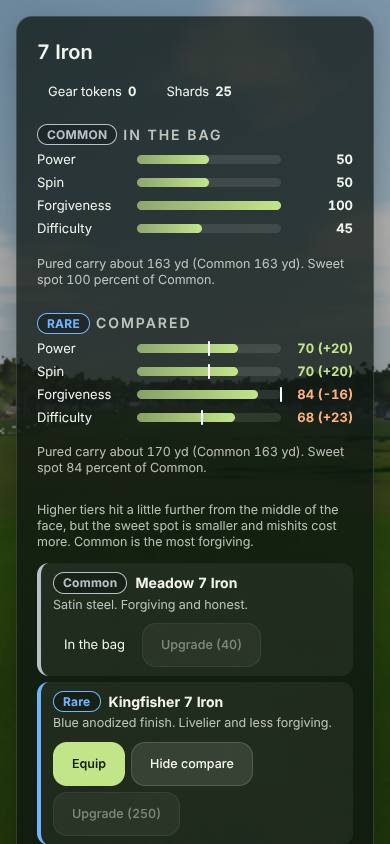 7 Iron
Gear tokens 0 Shards 25
COMMON IN THE BAG
Power 50
Spin 50
Forgiveness 100
Difficulty 45
Pured carry about 163 yd (Common 163 yd). Sweet
spot 100 percent of Common.
RARE COMPARED
Power 70 (+20)
Spin 70 (+20)
Forgiveness 84 (-16)
Difficulty 68 (+23)
Pured carry about 170 yd (Common 163 yd). Sweet
spot 84 percent of Common.
Higher tiers hit a little further from the middle of the
face, but the sweet spot is smaller and mishits cost
more. Common is the most forgiving.
Common Meadow 7 Iron
Satin steel. Forgiving and honest.
In the bag Upgrade (40)
Rare Kingfisher 7 Iron
Blue anodized finish. Livelier and less forgiving.
Equip Hide compare
Upgrade (250)